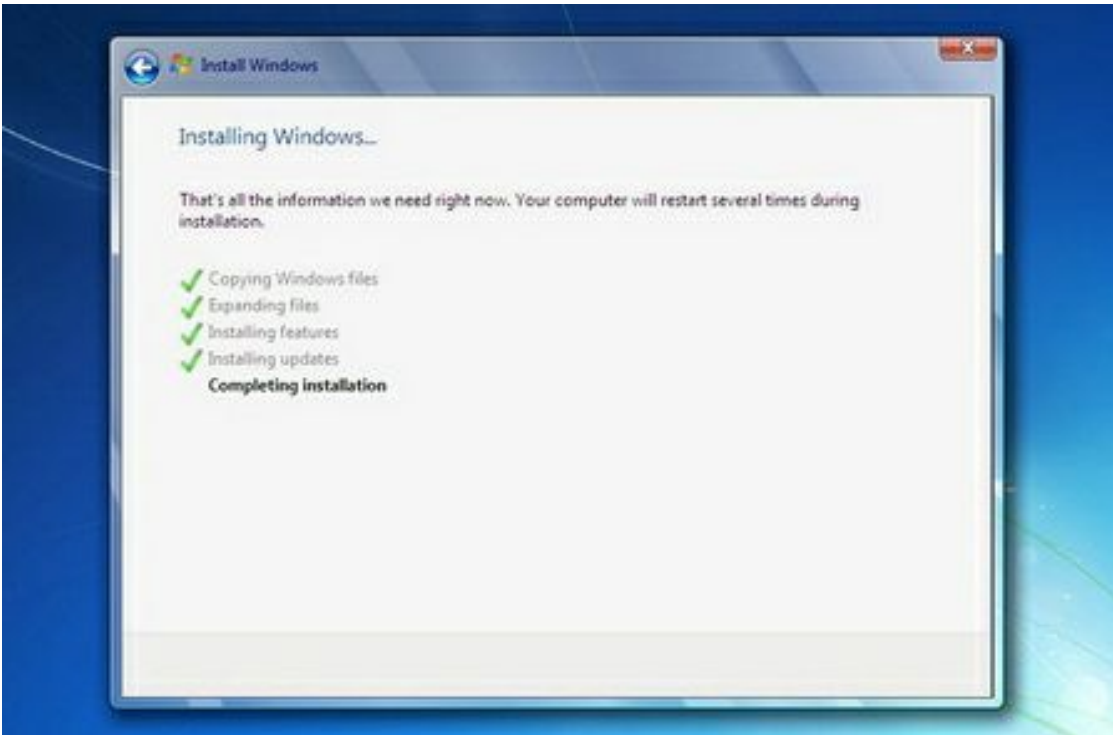 Install Windows
Installing Windows...
That's all the information we need right now. Your computer will restart several times during
installation.
Copying Windows files
Expanding files
Installing features
Installing updates
Completing installation